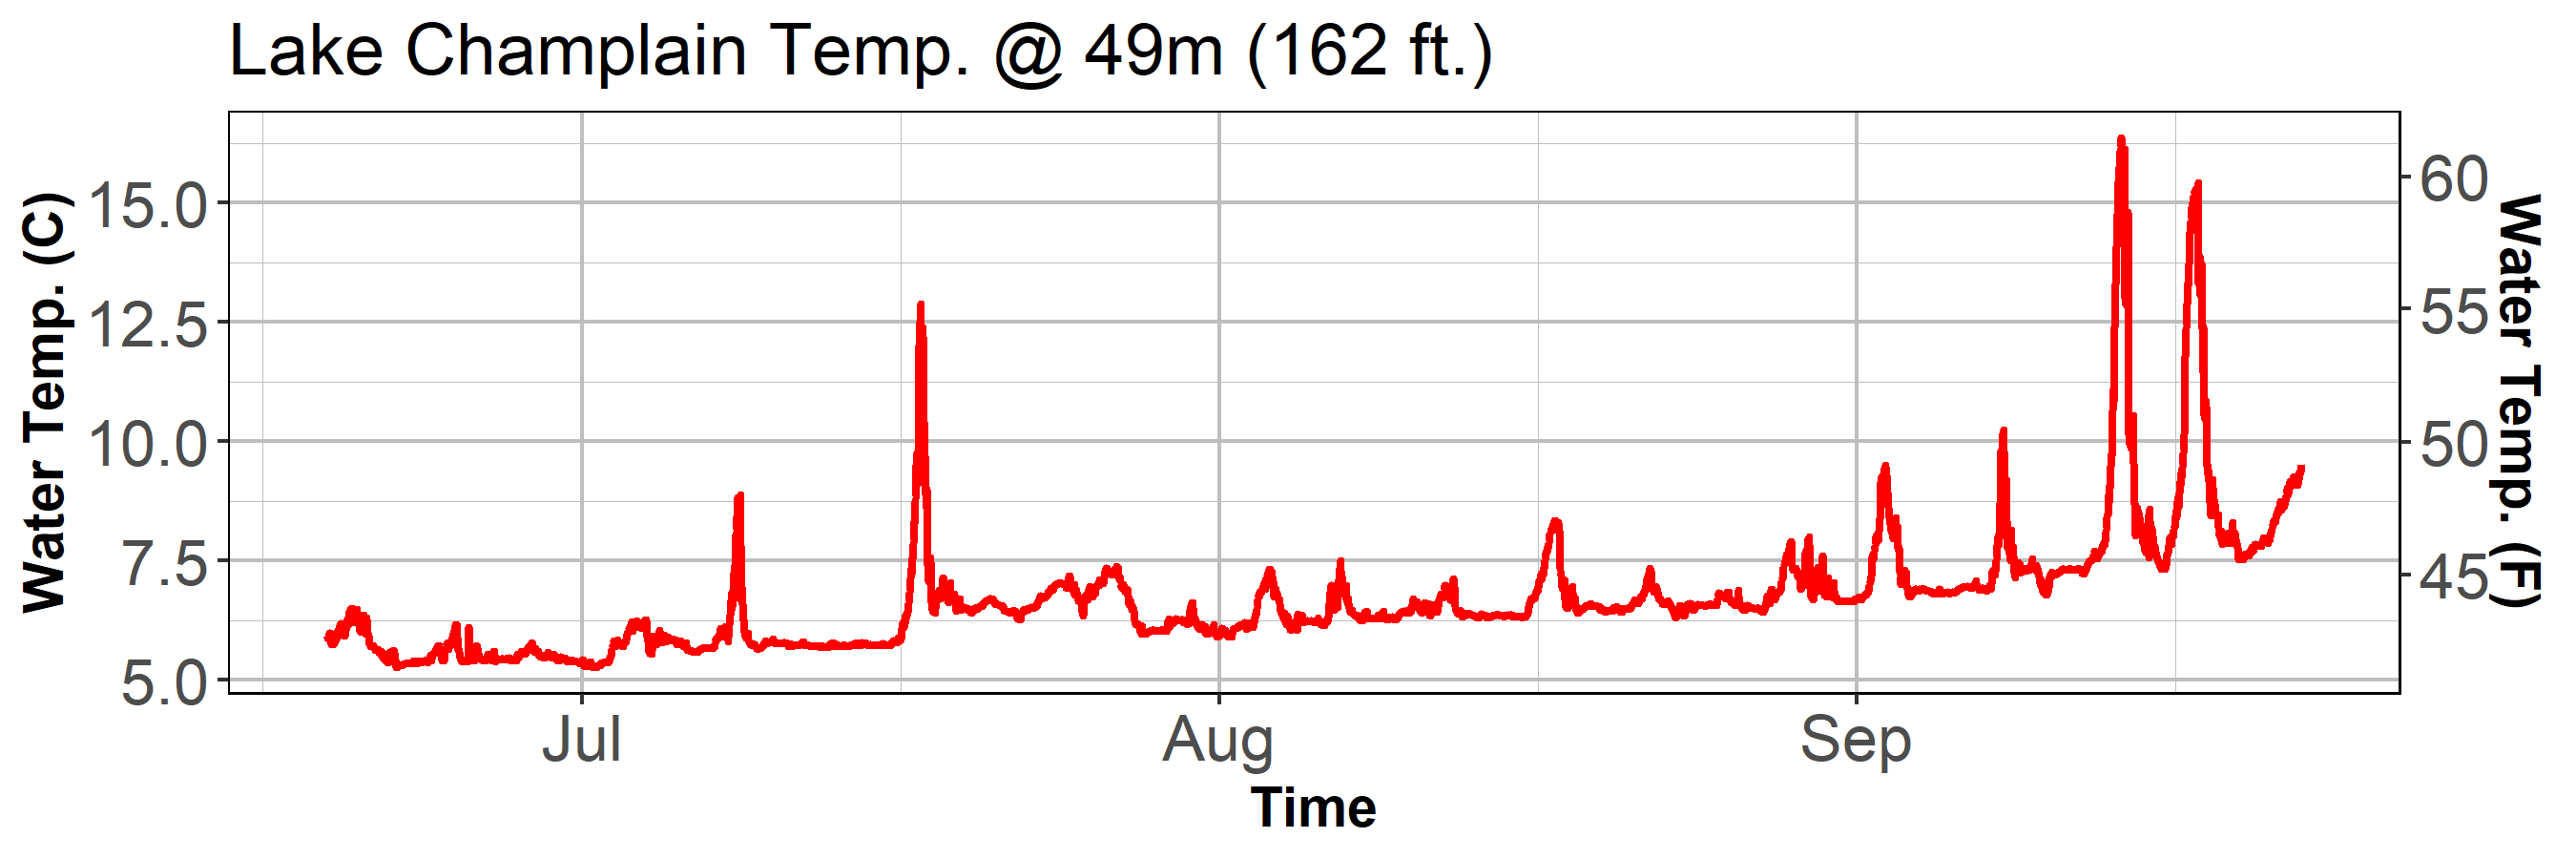 Lake Champlain Temp. @ 49m (162 ft.)
Water Temp. (C)
15.0
12.5
10.0
7.5
5.0
60
55
50
45
Water Temp. (F)
Jul Aug Sep
Time